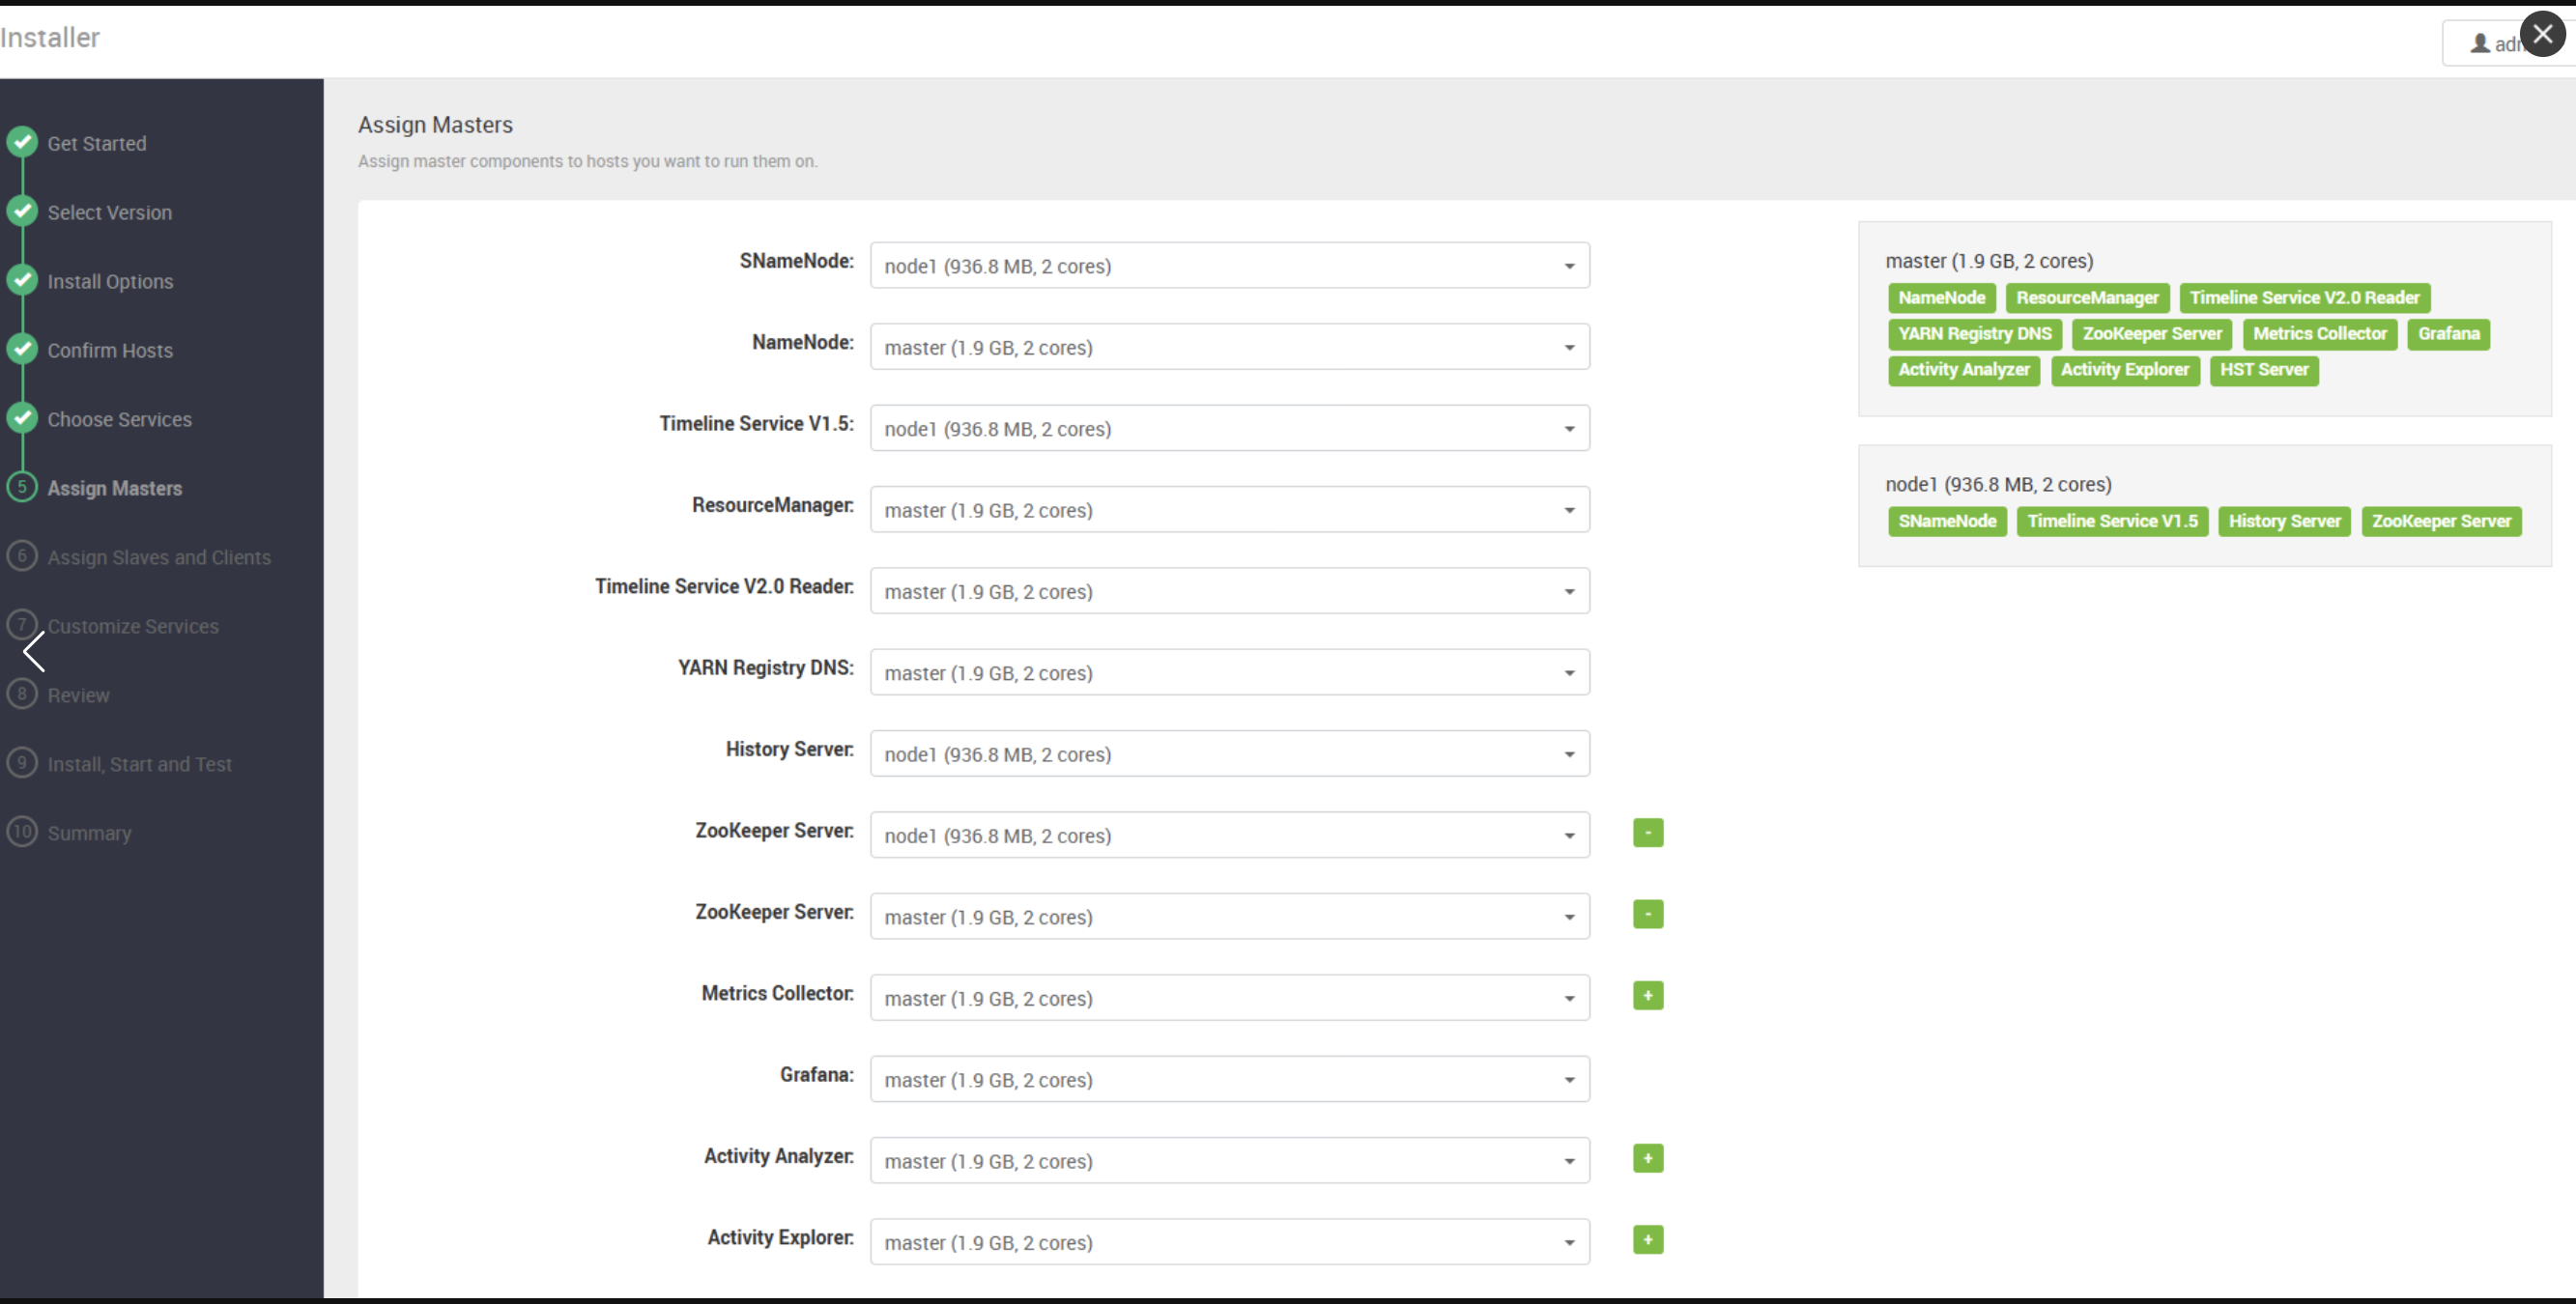 Installer
Get Started
Select Version
Install Options
Confirm Hosts
Choose Services
5 Assign Masters
6 Assign Slaves and Clients
7 Customize Services
8 Review
9 Install, Start and Test
10 Summary
Assign Masters
Assign master components to hosts you want to run them on.
SNameNode: node1 (936.8 MB, 2 cores)
NameNode: master (1.9 GB, 2 cores)
Timeline Service V1.5: node1 (936.8 MB, 2 cores)
ResourceManager: master (1.9 GB, 2 cores)
Timeline Service V2.0 Reader: master (1.9 GB, 2 cores)
YARN Registry DNS: master (1.9 GB, 2 cores)
History Server: node1 (936.8 MB, 2 cores)
ZooKeeper Server: node1 (936.8 MB, 2 cores) -
ZooKeeper Server: master (1.9 GB, 2 cores) -
Metrics Collector: master (1.9 GB, 2 cores) +
Grafana: master (1.9 GB, 2 cores)
Activity Analyzer: master (1.9 GB, 2 cores) +
Activity Explorer: master (1.9 GB, 2 cores) +
master (1.9 GB, 2 cores)
NameNode ResourceManager Timeline Service V2.0 Reader
YARN Registry DNS ZooKeeper Server Metrics Collector Grafana
Activity Analyzer Activity Explorer HST Server
node1 (936.8 MB, 2 cores)
SNameNode Timeline Service V1.5 History Server ZooKeeper Server